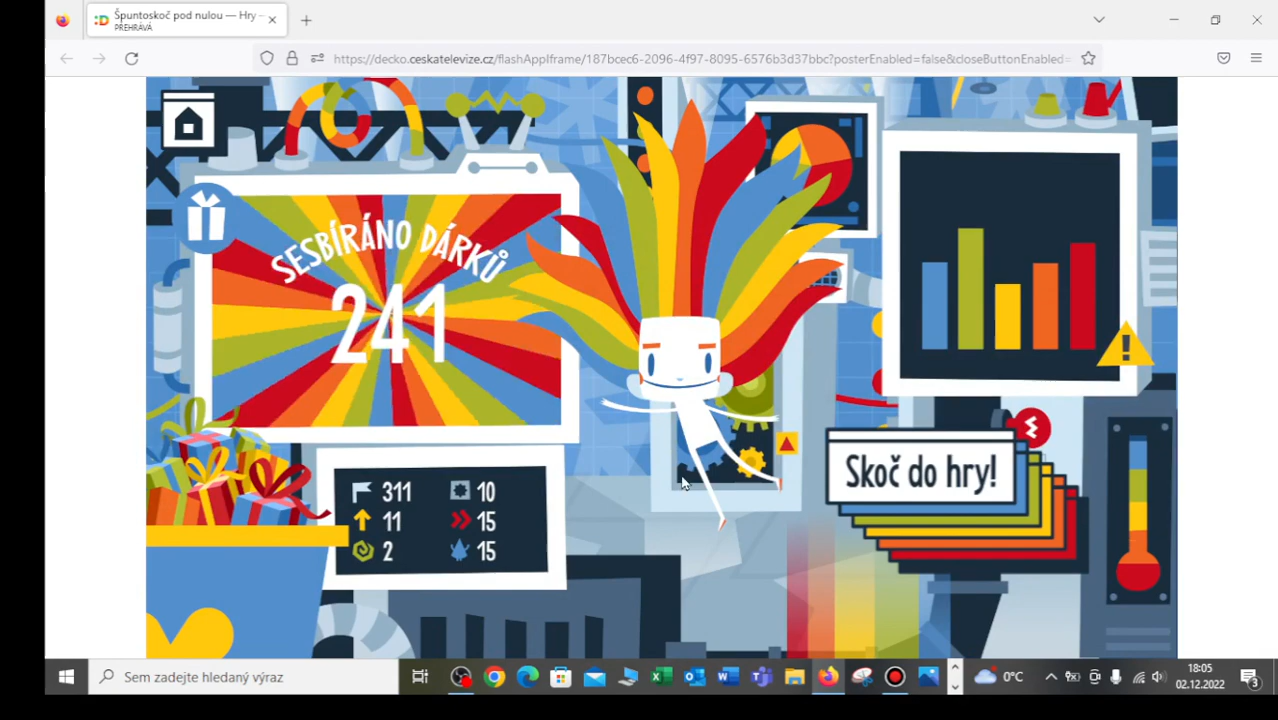 Špuntoskoč pod nulou — Hry -
PŘEHRÁVÁ
https://decko.ceskatelevize.cz/flashAppIframe/187bcec6-2096-4f97-8095-6576b3d37bbc?posterEnabled=false&closeButtonEnabled=
SESBÍRÁNO DÁRKŮ
241
311 10
11 15
2 15
Skoč do hry!
Sem zadejte hledaný výraz
0°C
18:05
02.12.2022
3